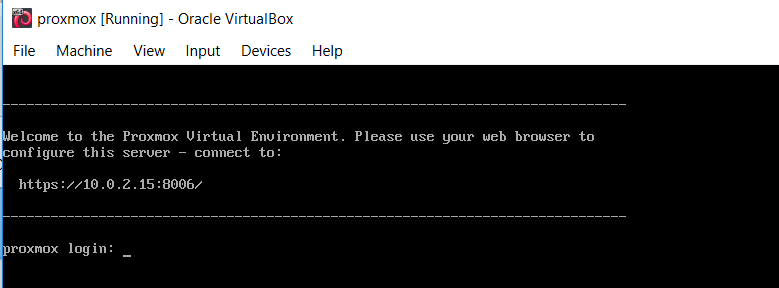 proxmox [Running] - Oracle VirtualBox
File Machine View Input Devices Help
Welcome to the Proxmox Virtual Environment. Please use your web browser to
configure this server - connect to:
https://10.0.2.15:8006/
proxmox login: _